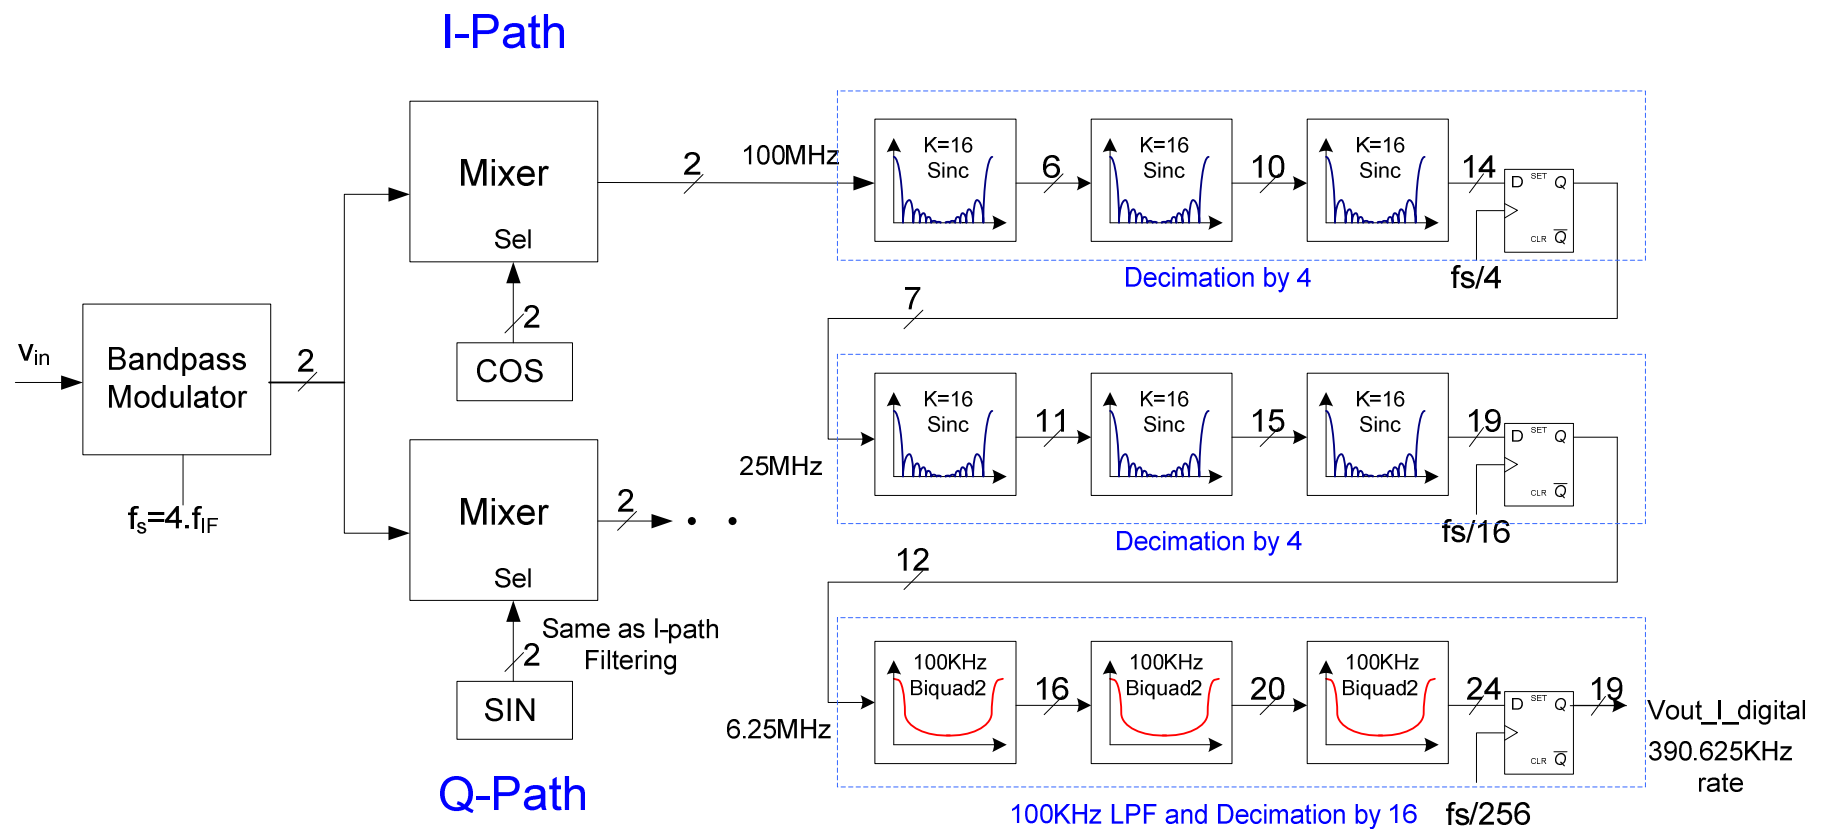 I-Path
Mixer
Sel
2
COS
2
100MHz
K=16
Sinc
6
K=16
Sinc
10
K=16
Sinc
14
D SET Q
CLR Q
fs/4
Decimation by 4
7
vin
Bandpass
Modulator
2
fs=4.fIF
Mixer
Sel
2
2
SIN
Same as I-path
Filtering
Q-Path
25MHz
K=16
Sinc
11
K=16
Sinc
15
K=16
Sinc
19
D SET Q
CLR Q
fs/16
Decimation by 4
12
6.25MHz
100KHz
Biquad2
16
100KHz
Biquad2
20
100KHz
Biquad2
24
D SET Q
CLR Q
19
Vout_I_digital
390.625KHz
rate
100KHz LPF and Decimation by 16
fs/256